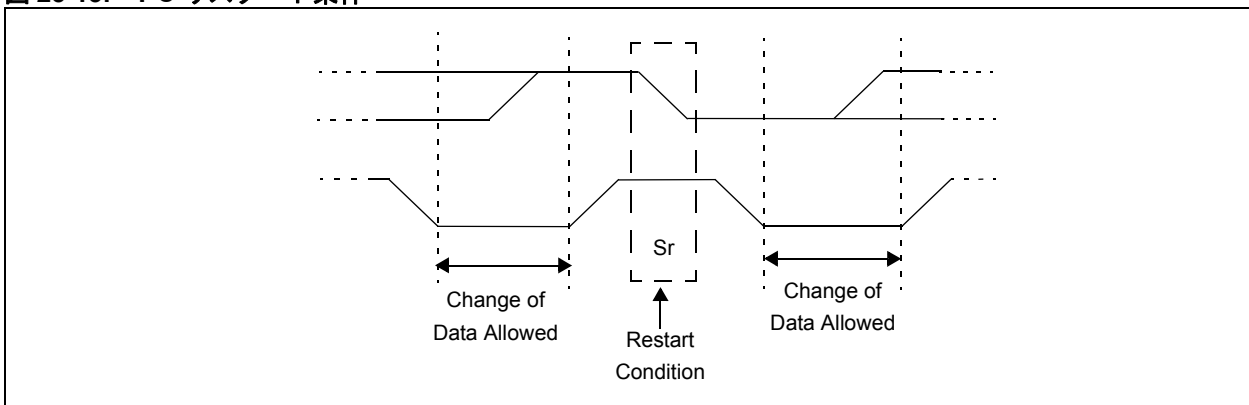 Sr
Change of
Data Allowed
Restart
Condition
Change of
Data Allowed